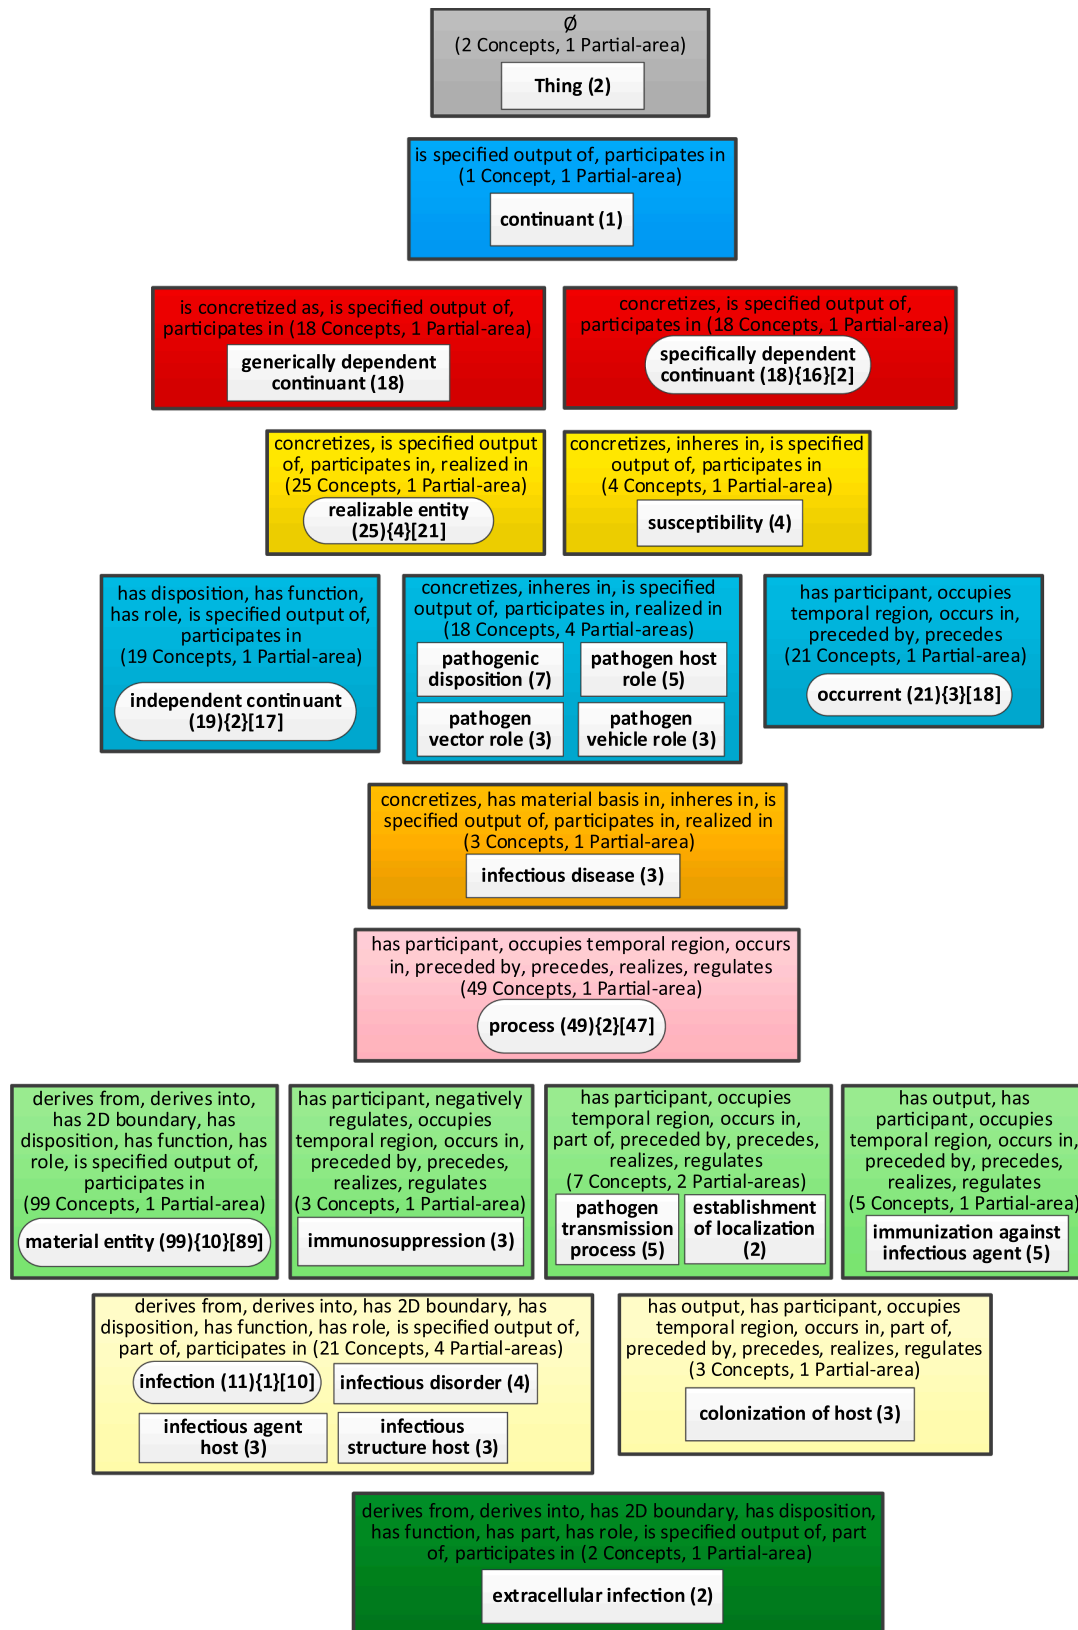 Ø
(2 Concepts, 1 Partial-area)
Thing (2)
is specified output of, participates in
(1 Concept, 1 Partial-area)
continuant (1)
is concretized as, is specified output of,
participates in (18 Concepts, 1 Partial-area)
generically dependent
continuant (18)
concretizes, is specified output of,
participates in (18 Concepts, 1 Partial-area)
specifically dependent
continuant (18){16}[2]
concretizes, is specified output
of, participates in, realized in
(25 Concepts, 1 Partial-area)
realizable entity
(25){4}[21]
concretizes, inheres in, is specified
output of, participates in
(4 Concepts, 1 Partial-area)
susceptibility (4)
has disposition, has function,
has role, is specified output of,
participates in
(19 Concepts, 1 Partial-area)
independent continuant
(19){2}[17]
concretizes, inheres in, is specified
output of, participates in, realized in
(18 Concepts, 4 Partial-areas)
pathogenic
disposition (7)
pathogen host
role (5)
pathogen
vector role (3)
pathogen
vehicle role (3)
has participant, occupies
temporal region, occurs in,
preceded by, precedes
(21 Concepts, 1 Partial-area)
occurrent (21){3}[18]
concretizes, has material basis in, inheres in, is
specified output of, participates in, realized in
(3 Concepts, 1 Partial-area)
infectious disease (3)
has participant, occupies temporal region, occurs
in, preceded by, precedes, realizes, regulates
(49 Concepts, 1 Partial-area)
process (49){2}[47]
derives from, derives into,
has 2D boundary, has
disposition, has function, has
role, is specified output of,
participates in
(99 Concepts, 1 Partial-area)
material entity (99){10}[89]
has participant, negatively
regulates, occupies
temporal region, occurs in,
preceded by, precedes,
realizes, regulates
(3 Concepts, 1 Partial-area)
immunosuppression (3)
has participant, occupies
temporal region, occurs in,
part of, preceded by, precedes,
realizes, regulates
(7 Concepts, 2 Partial-areas)
pathogen
transmission
process (5)
establishment
of localization
(2)
has output, has
participant, occupies
temporal region, occurs in,
preceded by, precedes,
realizes, regulates
(5 Concepts, 1 Partial-area)
immunization against
infectious agent (5)
derives from, derives into, has 2D boundary, has
disposition, has function, has role, is specified output of,
part of, participates in (21 Concepts, 4 Partial-areas)
infection (11){1}[10]
infectious disorder (4)
infectious agent
host (3)
infectious
structure host (3)
has output, has participant, occupies
temporal region, occurs in, part of,
preceded by, precedes, realizes, regulates
(3 Concepts, 1 Partial-area)
colonization of host (3)
derives from, derives into, has 2D boundary, has disposition,
has function, has part, has role, is specified output of, part
of, participates in (2 Concepts, 1 Partial-area)
extracellular infection (2)